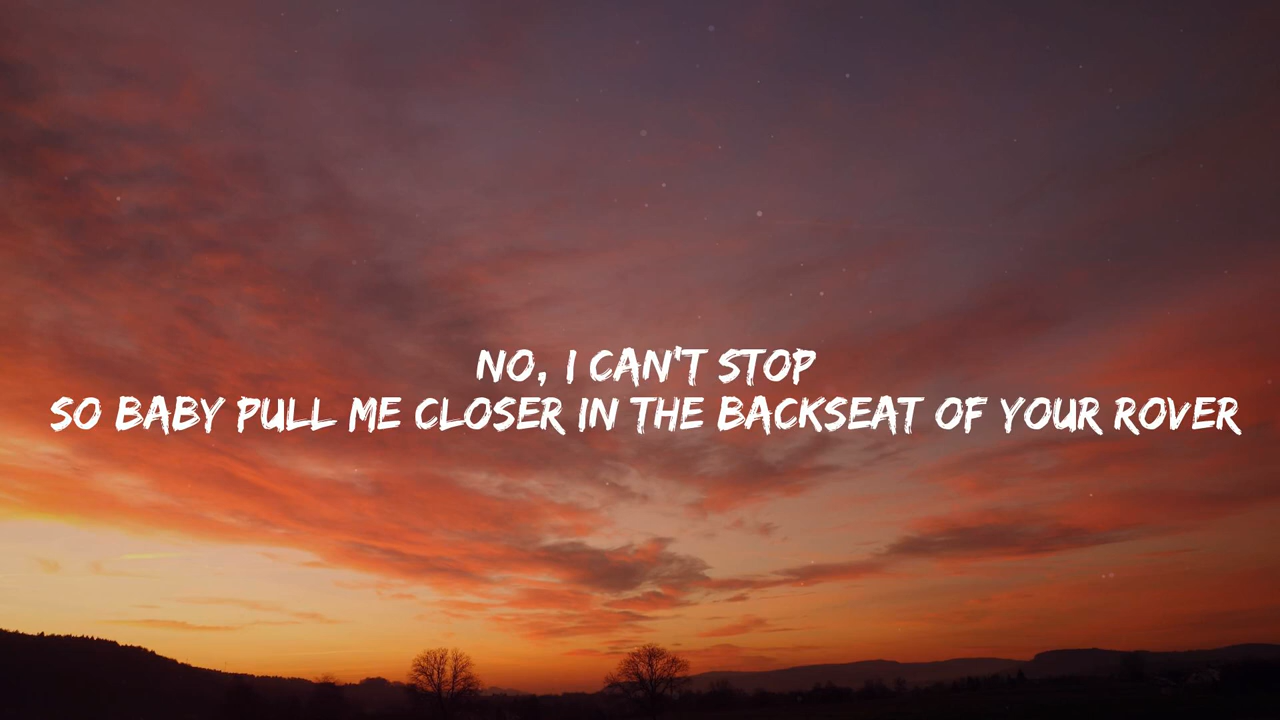 NO, I CAN'T STOP
SO BABY PULL ME CLOSER IN THE BACKSEAT OF YOUR ROVER